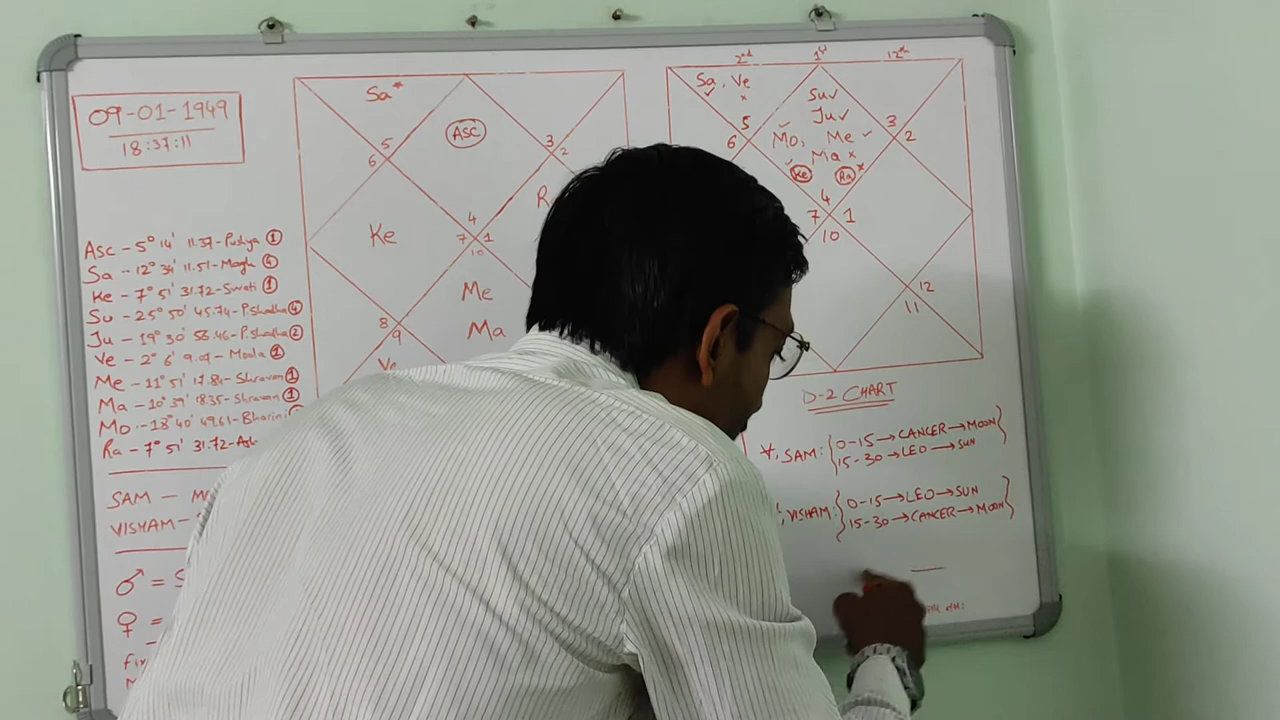 09-01-1949
18:37:11
Asc - 5° 14' 11.37 - Pushya ①
Sa - 12° 34' 11.51 - Magh ④
Ke - 7° 51' 31.72 - Swati ①
Su - 25° 50' 45.74 - P.Shadha ④
Ju - 19° 30' 56.46 - P.Shadha ②
Ve - 2° 6' 9.07 - Moola ①
Me - 11° 51' 17.84 - Shravan ①
Ma - 10° 39' 18.35 - Shravan ①
Mo - 18° 40' 49.61 - Bharini
Ra - 7° 51' 31.72 -
SAM -
VISHAM -
♂ =
♀ =
Sa*
ASC
5
6
3
2
Ke
4
7 1
10
Me
Ma
8
9
Ve
2nd 1st 12th
Sa, Ve
Su
Ju
Mo, Me
Ma
Ke Ra
5
6
3
2
4
7 1
10
12
11
D-2 CHART
SAM: 0-15 → CANCER → MOON
15-30 → LEO → SUN
VISHAM: 0-15 → LEO → SUN
15-30 → CANCER → MOON